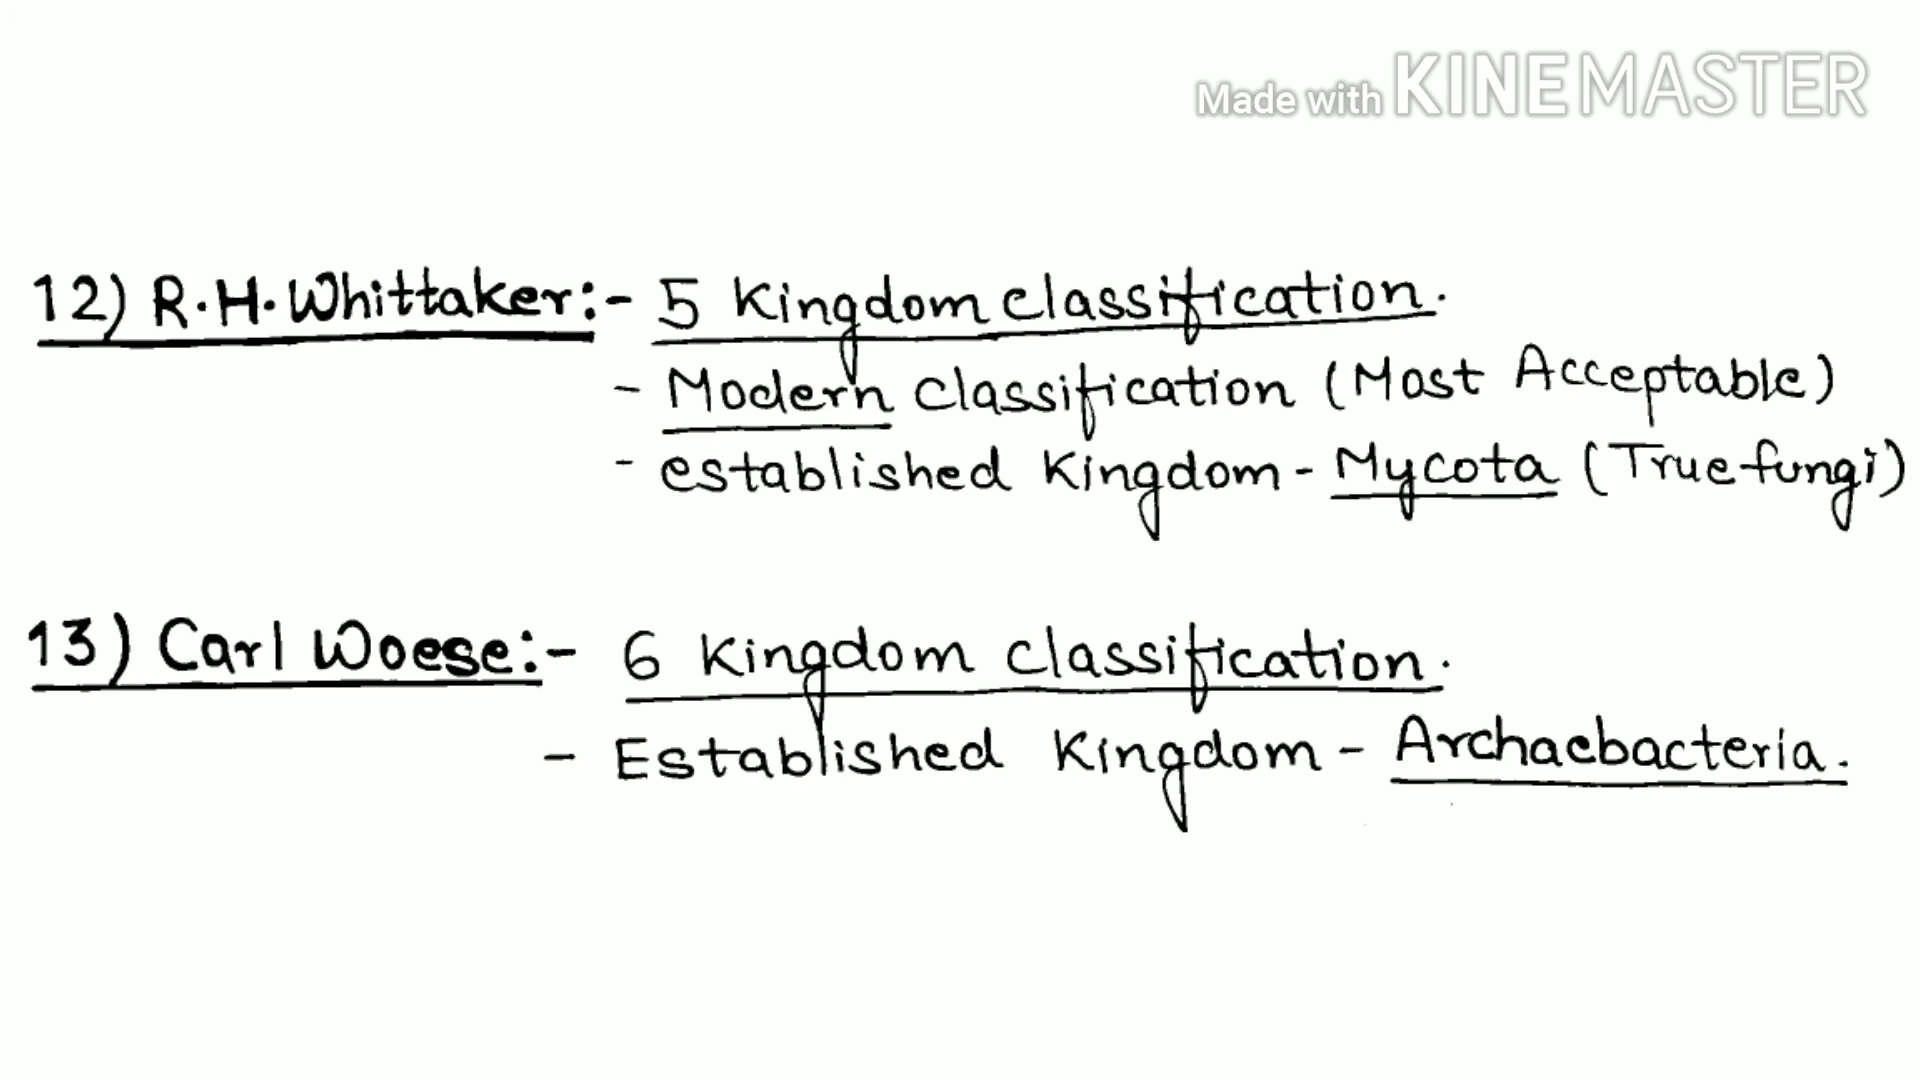 Made with KINEMASTER
12) R.H. Whittaker:- 5 Kingdom classification.
- Modern classification (Most Acceptable)
- established Kingdom - Mycota (True fungi)
13) Carl Woese:- 6 Kingdom classification.
- Established Kingdom - Archaebacteria.